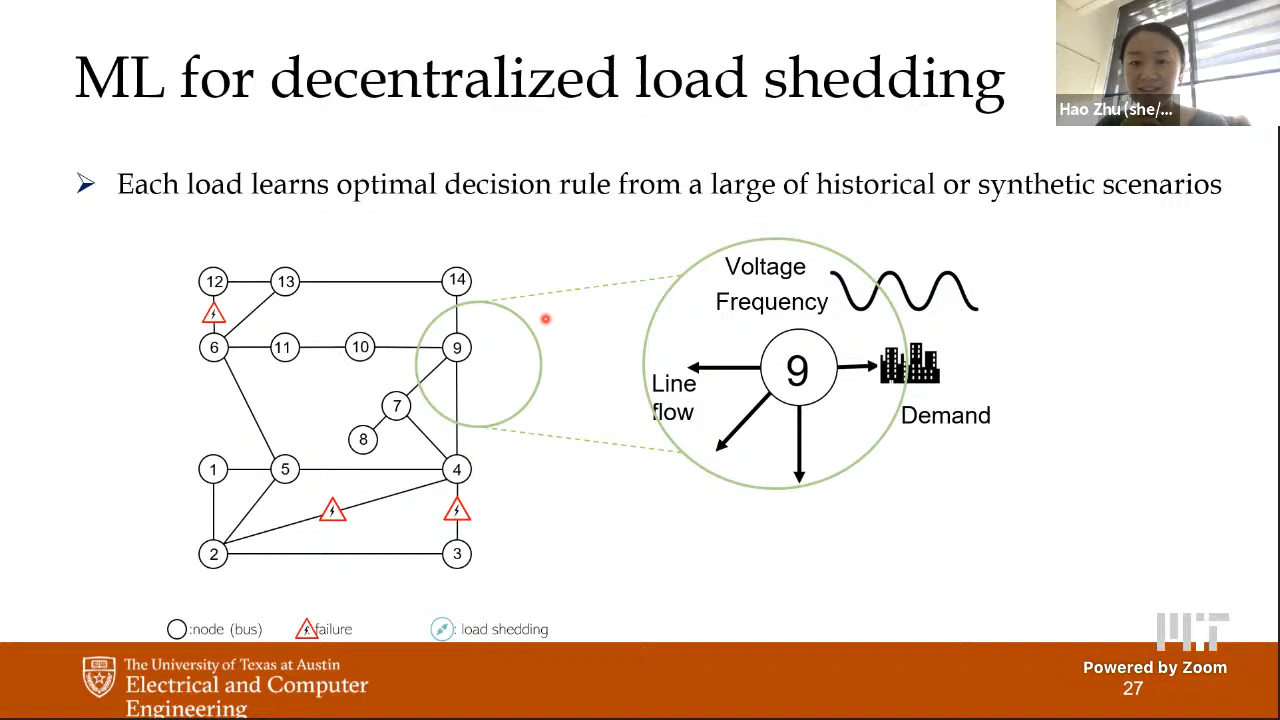 ML for decentralized load shedding
Hao Zhu (she/...
Each load learns optimal decision rule from a large of historical or synthetic scenarios
12
13
14
6
11
10
9
7
8
1
5
4
2
3
Voltage
Frequency
9
Line
flow
Demand
:node (bus)
failure
: load shedding
MIT
The University of Texas at Austin
Electrical and Computer
Engineering
Powered by Zoom
27